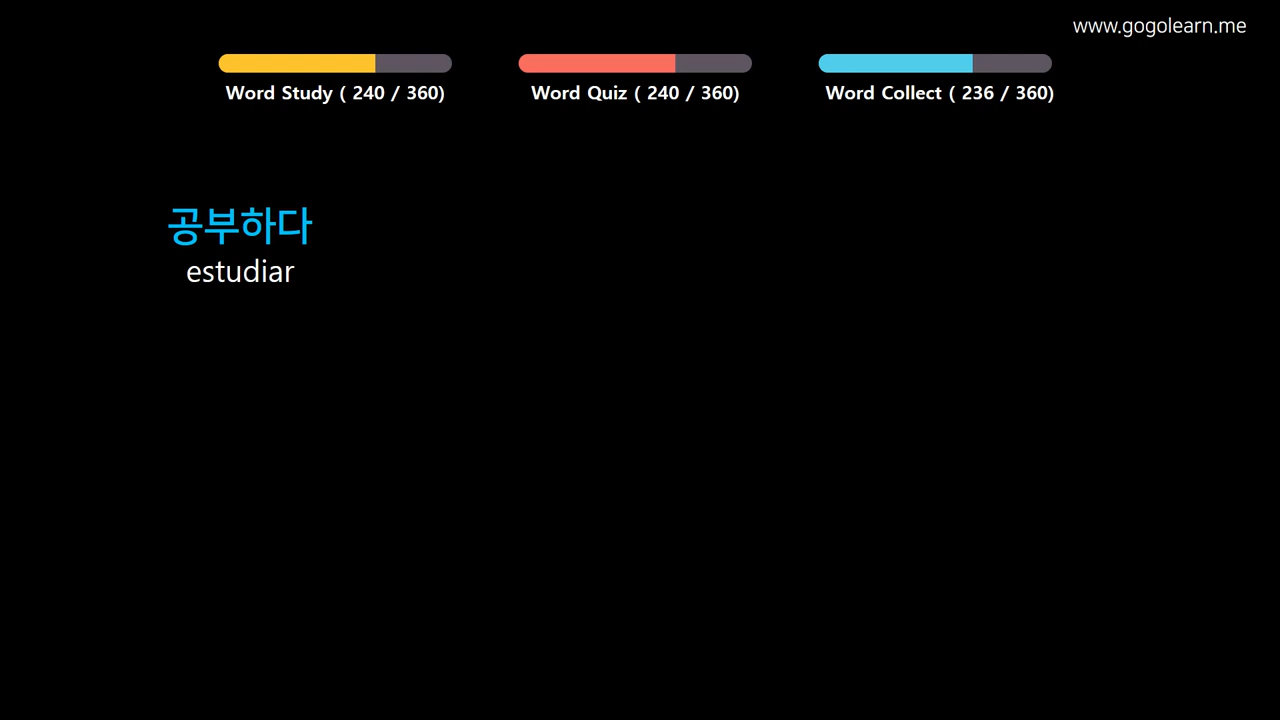 www.gogolearn.me
Word Study ( 240 / 360)
Word Quiz ( 240 / 360)
Word Collect ( 236 / 360)
공부하다
estudiar